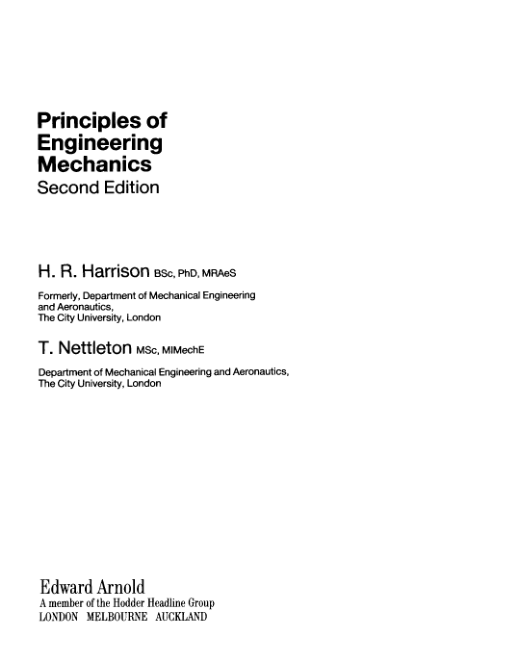 Principles of
Engineering
Mechanics
Second Edition
H. R. Harrison BSc, PhD, MRAeS
Formerly, Department of Mechanical Engineering
and Aeronautics,
The City University, London
T. Nettleton MSc, MIMechE
Department of Mechanical Engineering and Aeronautics,
The City University, London
Edward Arnold
A member of the Hodder Headline Group
LONDON MELBOURNE AUCKLAND